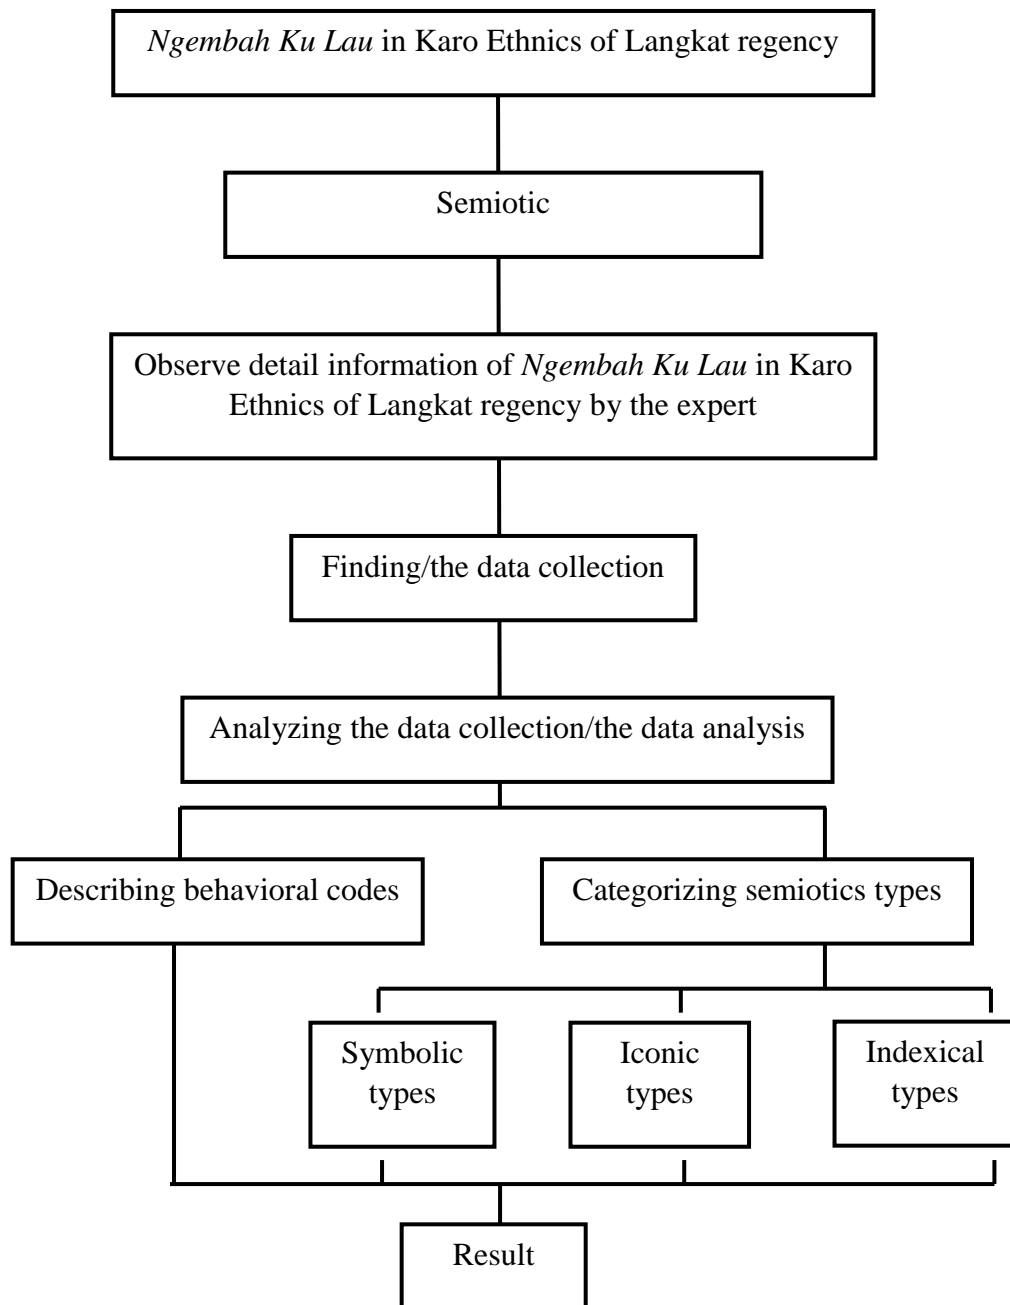 Ngembah Ku Lau in Karo Ethnics of Langkat regency
Semiotic
Observe detail information of Ngembah Ku Lau in Karo
Ethnics of Langkat regency by the expert
Finding/the data collection
Analyzing the data collection/the data analysis
Describing behavioral codes
Categorizing semiotics types
Symbolic
types
Iconic
types
Indexical
types
Result